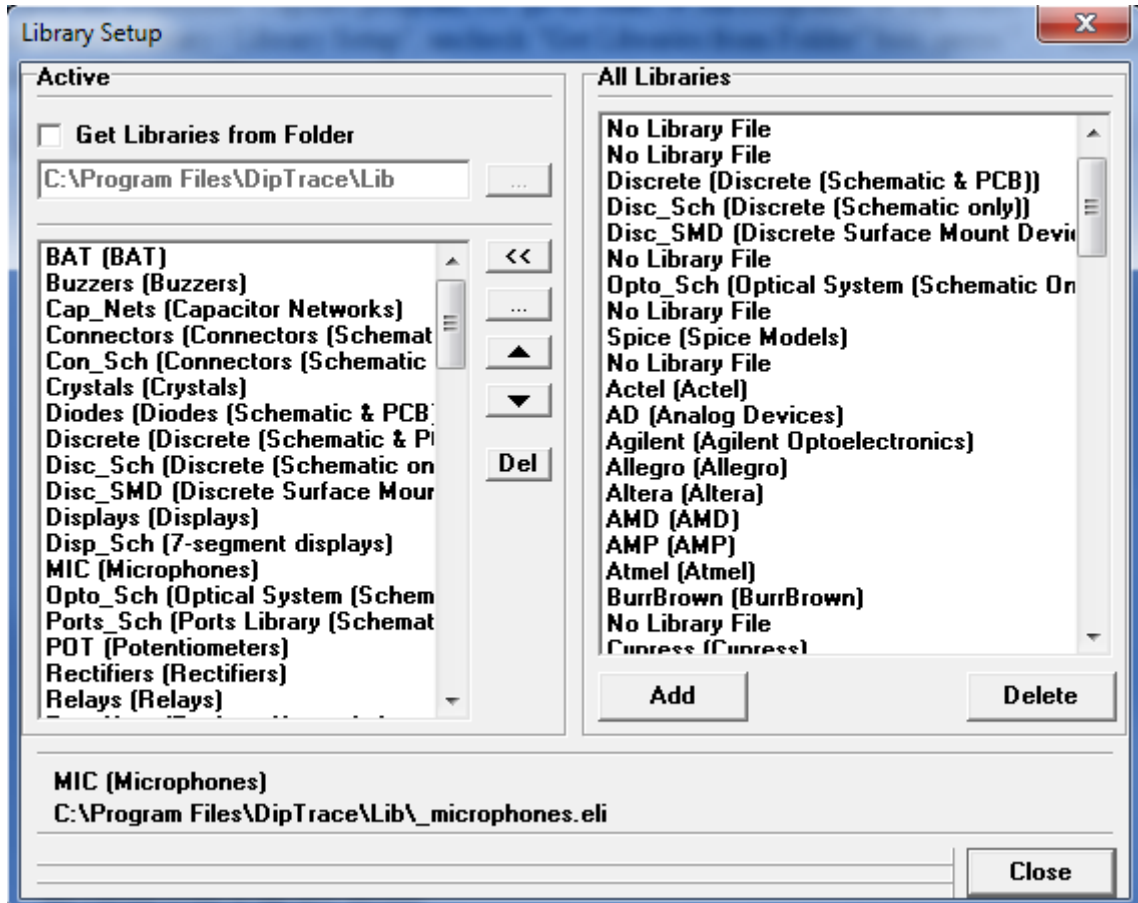 Library Setup
Active
Get Libraries from Folder
C:\Program Files\DipTrace\Lib
...
BAT (BAT)
Buzzers (Buzzers)
Cap_Nets (Capacitor Networks)
Connectors (Connectors (Schemat
Con_Sch (Connectors (Schematic
Crystals (Crystals)
Diodes (Diodes (Schematic & PCB)
Discrete (Discrete (Schematic & P
Disc_Sch (Discrete (Schematic on
Disc_SMD (Discrete Surface Mour
Displays (Displays)
Disp_Sch (7-segment displays)
MIC (Microphones)
Opto_Sch (Optical System (Schem
Ports_Sch (Ports Library (Schemat
POT (Potentiometers)
Rectifiers (Rectifiers)
Relays (Relays)
<<
...
Del
All Libraries
No Library File
No Library File
Discrete (Discrete (Schematic & PCB))
Disc_Sch (Discrete (Schematic only))
Disc_SMD (Discrete Surface Mount Devi
No Library File
Opto_Sch (Optical System (Schematic On
No Library File
Spice (Spice Models)
No Library File
Actel (Actel)
AD (Analog Devices)
Agilent (Agilent Optoelectronics)
Allegro (Allegro)
Altera (Altera)
AMD (AMD)
AMP (AMP)
Atmel (Atmel)
BurrBrown (BurrBrown)
No Library File
Cypress (Cypress)
Add
Delete
MIC (Microphones)
C:\Program Files\DipTrace\Lib\_microphones.eli
Close